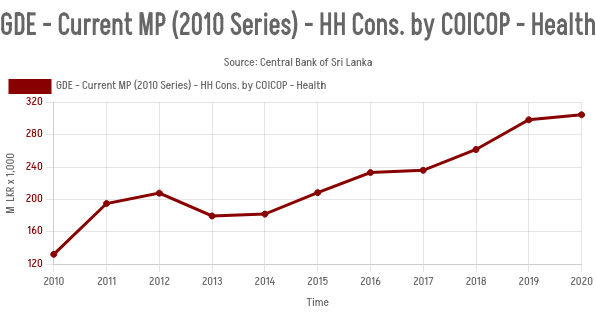 GDE - Current MP (2010 Series) - HH Cons. by COICOP - Health
Source: Central Bank of Sri Lanka
GDE - Current MP (2010 Series) - HH Cons. by COICOP - Health
320
280
240
200
160
120
M LKR x 1,000
2010 2011 2012 2013 2014 2015 2016 2017 2018 2019 2020
Time